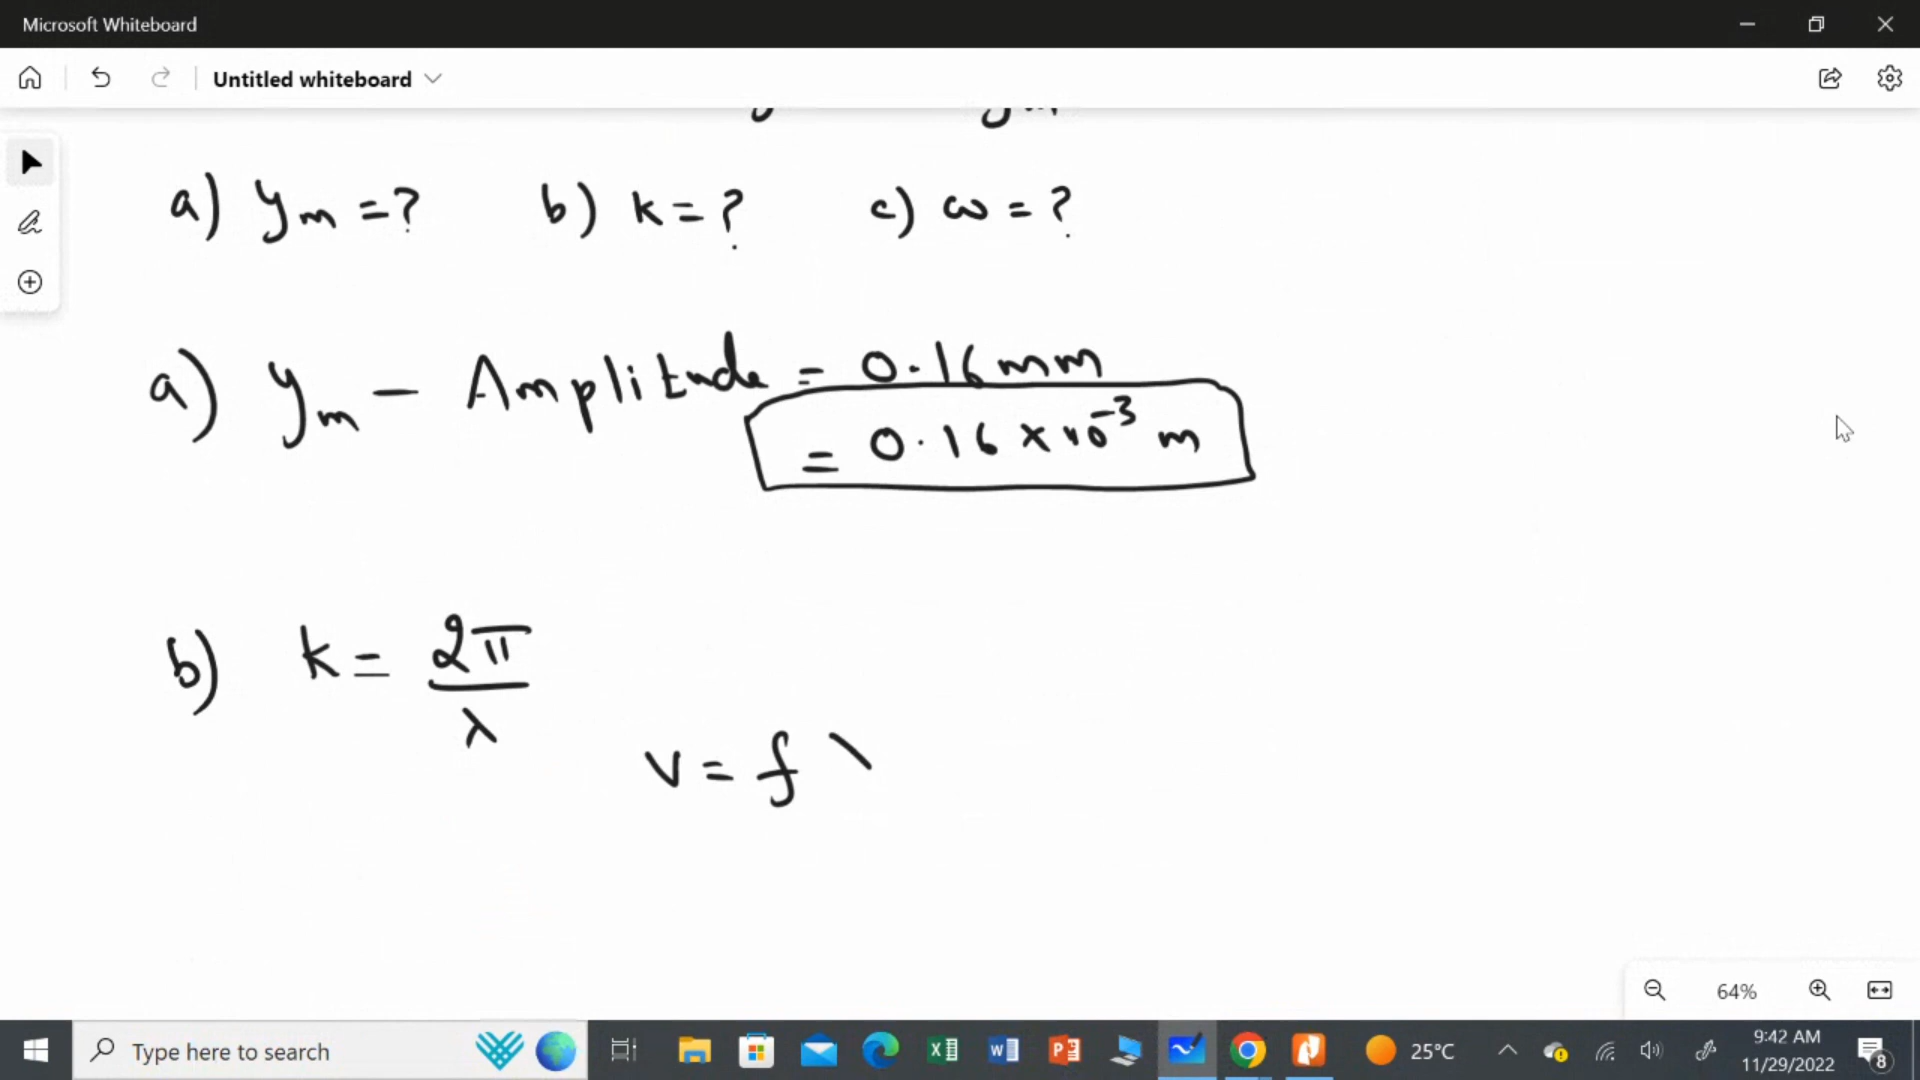 Microsoft Whiteboard
Untitled whiteboard
a) ym = ? b) k = ? c) ω = ?
a) ym – Amplitude = 0.16 mm
= 0.16 × 10⁻³ m
b) k = 2π
λ
v = f
64%
Type here to search
25°C
9:42 AM
11/29/2022
8